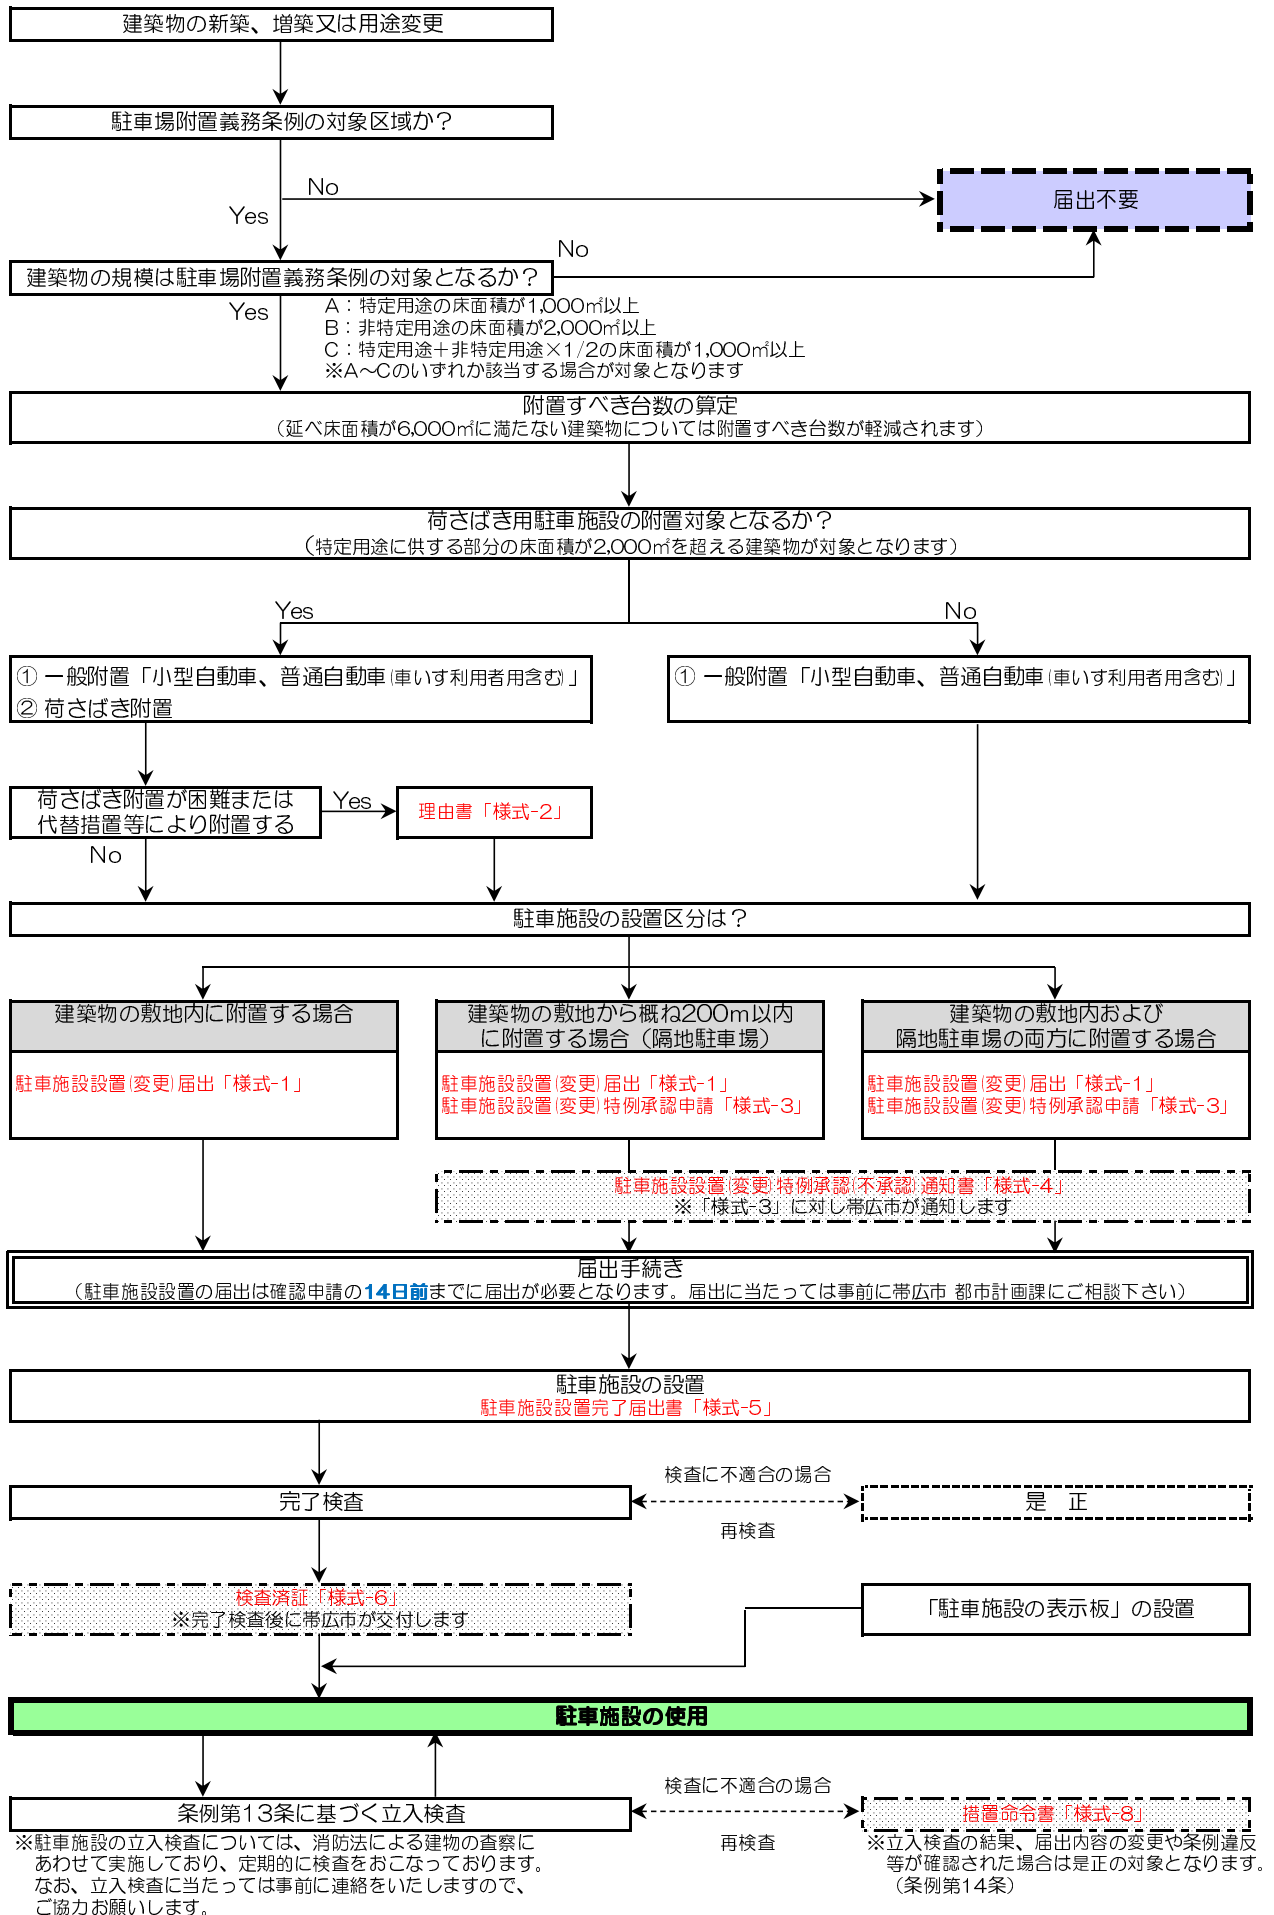 建築物の新築、増築又は用途変更
駐車場附置義務条例の対象区域か？
No
Yes
届出不要
No
建築物の規模は駐車場附置義務条例の対象となるか？
Yes
A：特定用途の床面積が1,000㎡以上
B：非特定用途の床面積が2,000㎡以上
C：特定用途＋非特定用途×1/2の床面積が1,000㎡以上
※A～Cのいずれか該当する場合が対象となります
附置すべき台数の算定
（延べ床面積が6,000㎡に満たない建築物については附置すべき台数が軽減されます）
荷さばき用駐車施設の附置対象となるか？
（特定用途に供する部分の床面積が2,000㎡を超える建築物が対象となります）
Yes
No
① 一般附置「小型自動車、普通自動車(車いす利用者用含む)」
② 荷さばき附置
① 一般附置「小型自動車、普通自動車(車いす利用者用含む)」
荷さばき附置が困難または
代替措置等により附置する
Yes
理由書「様式-2」
No
駐車施設の設置区分は？
建築物の敷地内に附置する場合
駐車施設設置(変更)届出「様式-1」
建築物の敷地から概ね200m以内
に附置する場合（隔地駐車場）
駐車施設設置(変更)届出「様式-1」
駐車施設設置(変更)特例承認申請「様式-3」
建築物の敷地内および
隔地駐車場の両方に附置する場合
駐車施設設置(変更)届出「様式-1」
駐車施設設置(変更)特例承認申請「様式-3」
駐車施設設置(変更)特例承認(不承認)通知書「様式-4」
※「様式-3」に対し帯広市が通知します
届出手続き
（駐車施設設置の届出は確認申請の14日前までに届出が必要となります。届出に当たっては事前に帯広市 都市計画課にご相談下さい）
駐車施設の設置
駐車施設設置完了届出書「様式-5」
完了検査
検査に不適合の場合
再検査
是　正
検査済証「様式-6」
※完了検査後に帯広市が交付します
「駐車施設の表示板」の設置
駐車施設の使用
条例第13条に基づく立入検査
検査に不適合の場合
再検査
措置命令書「様式-8」
※駐車施設の立入検査については、消防法による建物の査察に
あわせて実施しており、定期的に検査をおこなっております。
なお、立入検査に当たっては事前に連絡をいたしますので、
ご協力お願いします。
※立入検査の結果、届出内容の変更や条例違反
等が確認された場合は是正の対象となります。
（条例第14条）